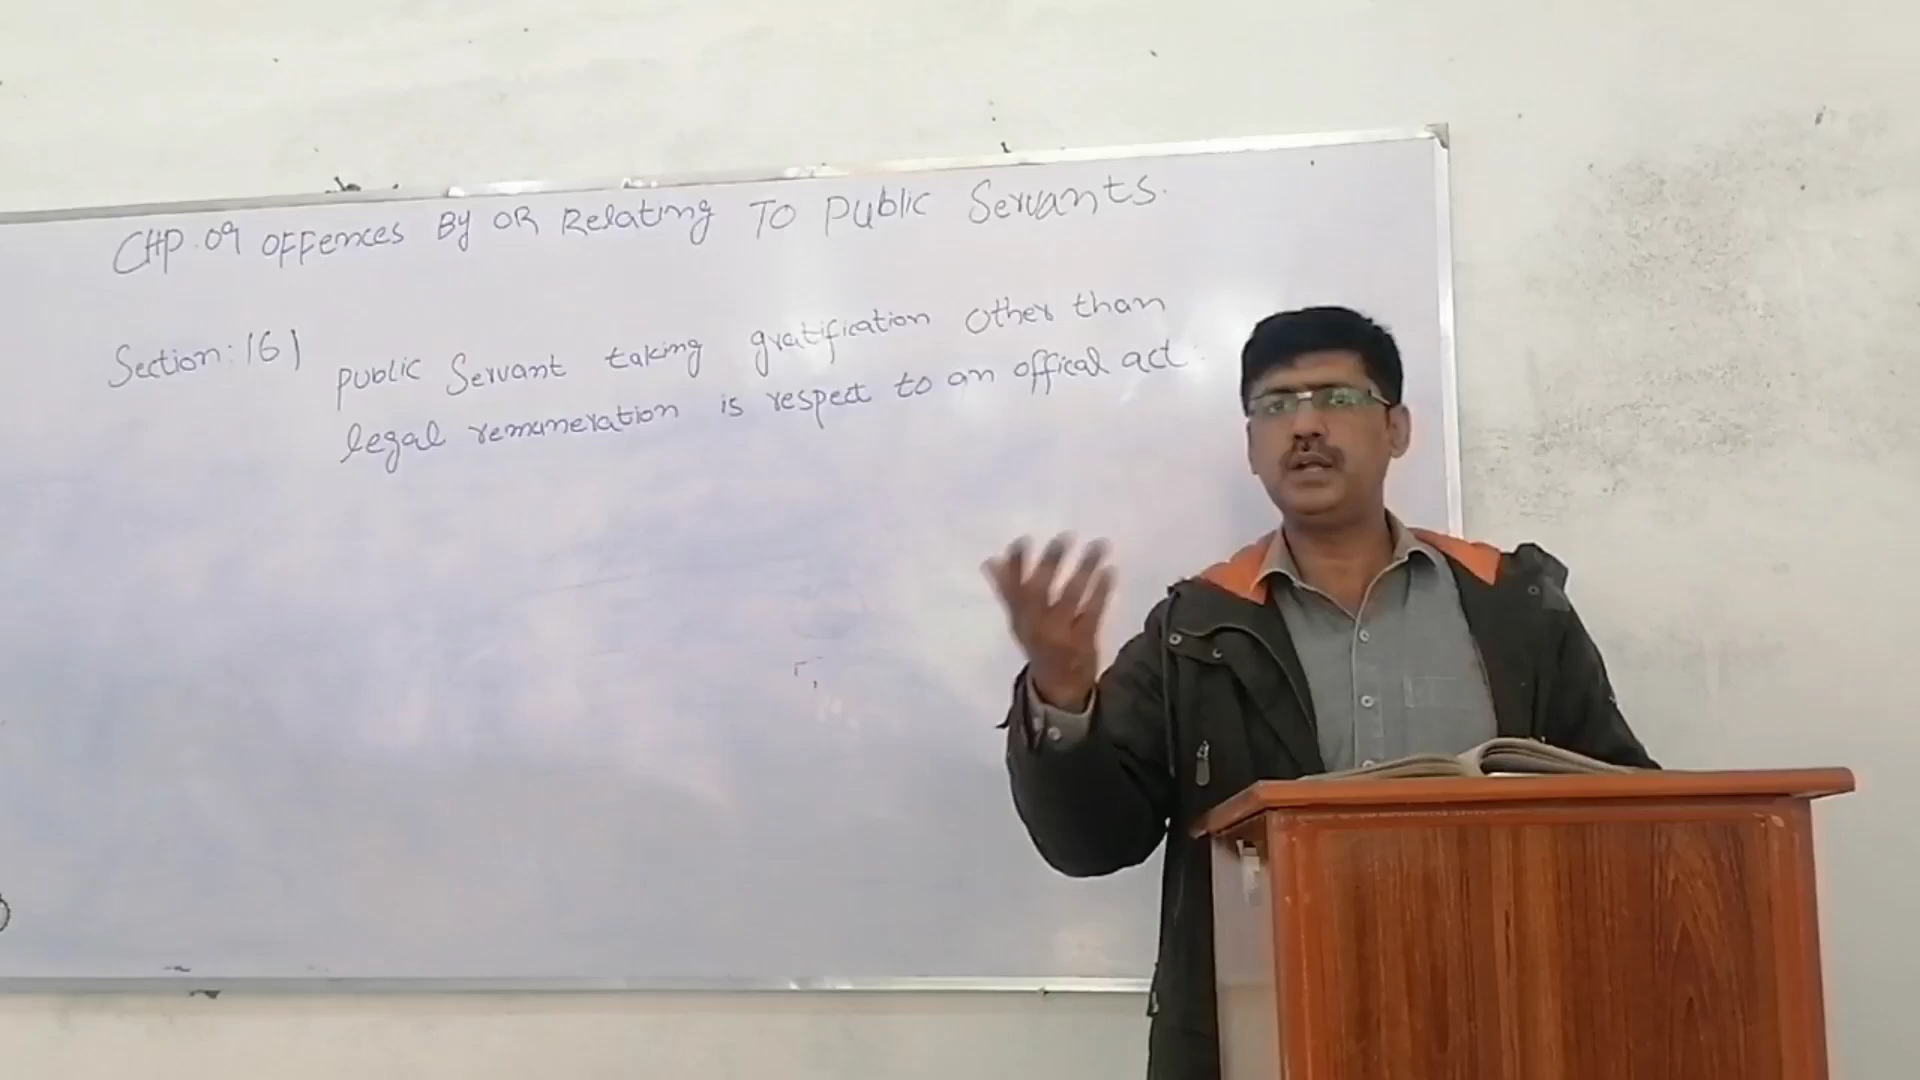 CHP.09 OFFences By OR Relating TO Public Servants.
Section: 161
Public Servant taking gratification other than
legal remuneration is respect to an offical act.